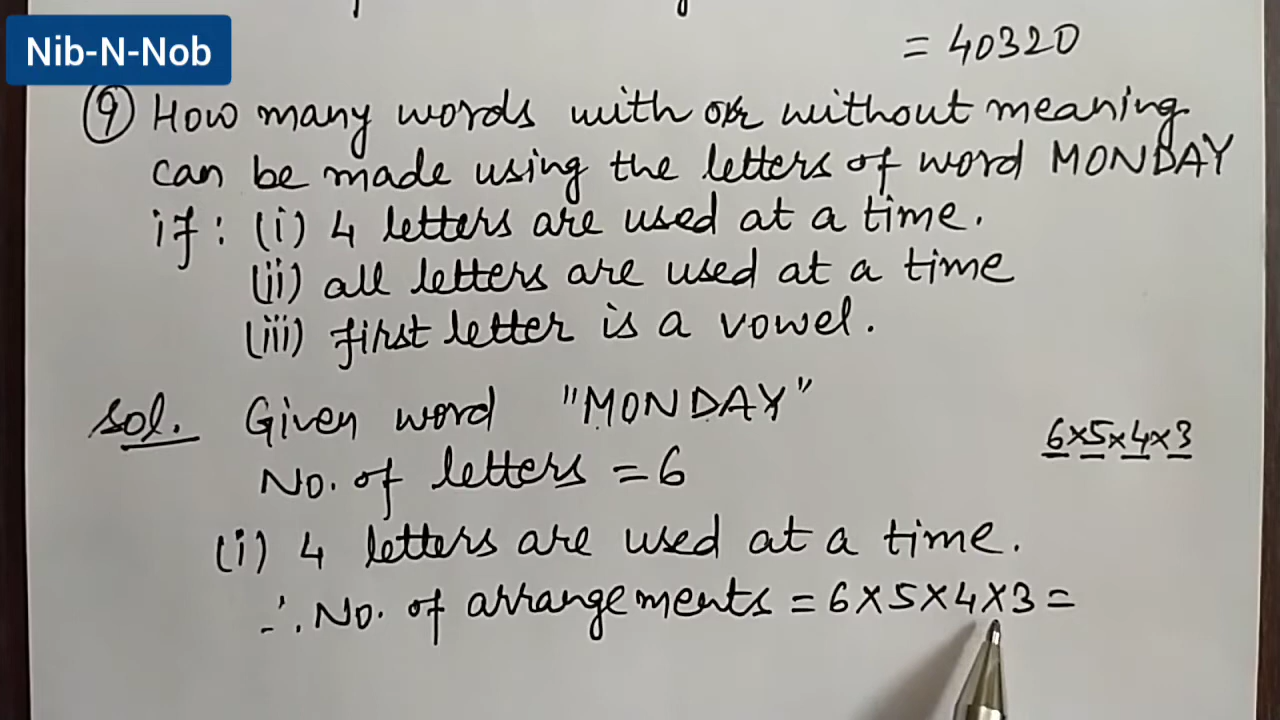 Nib-N-Nob
= 40320
9 How many words with or without meaning
can be made using the letters of word MONDAY
if : (i) 4 letters are used at a time.
(ii) all letters are used at a time
(iii) first letter is a vowel.
Sol. Given word "MONDAY"
6×5×4×3
No. of letters = 6
(i) 4 letters are used at a time.
∴ No. of arrangements = 6×5×4×3 =